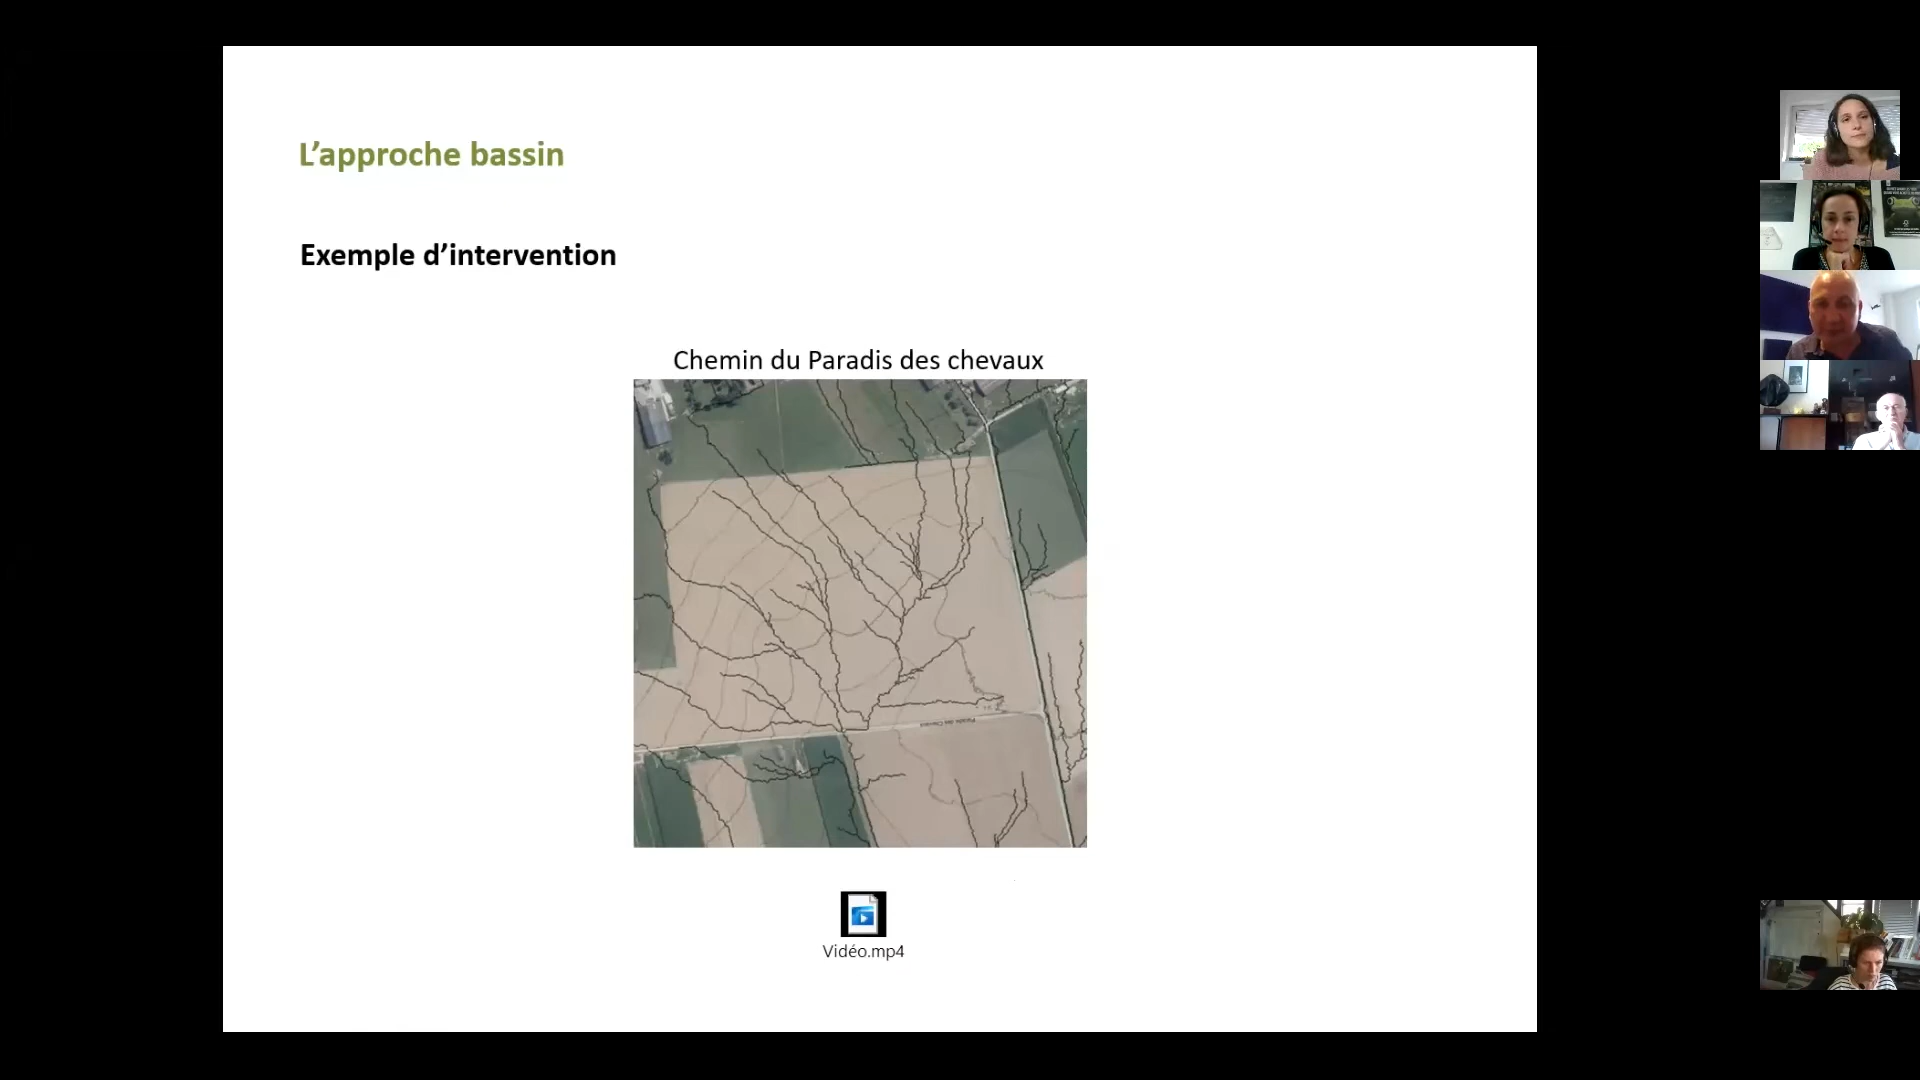 L’approche bassin
Exemple d’intervention
Chemin du Paradis des chevaux
Vidéo.mp4